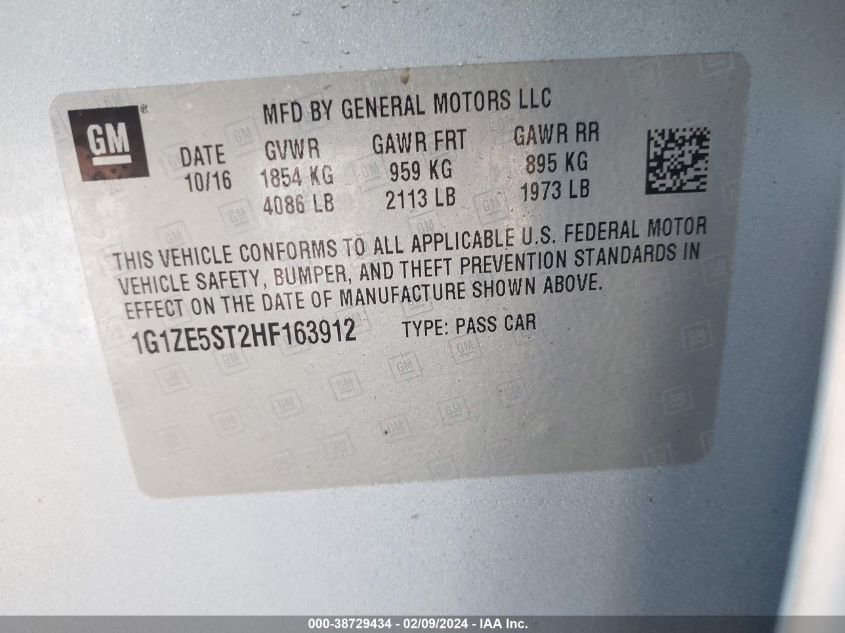 GM ®
MFD BY GENERAL MOTORS LLC
DATE GVWR GAWR FRT GAWR RR
10/16 1854 KG 959 KG 895 KG
4086 LB 2113 LB 1973 LB
THIS VEHICLE CONFORMS TO ALL APPLICABLE U.S. FEDERAL MOTOR
VEHICLE SAFETY, BUMPER, AND THEFT PREVENTION STANDARDS IN
EFFECT ON THE DATE OF MANUFACTURE SHOWN ABOVE.
1G1ZE5ST2HF163912 TYPE: PASS CAR
000-38729434 - 02/09/2024 - IAA Inc.